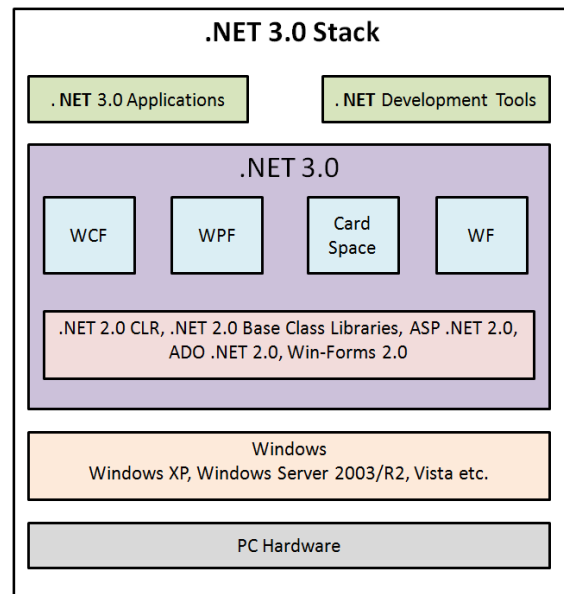 .NET 3.0 Stack
. NET 3.0 Applications
. NET Development Tools
.NET 3.0
WCF
WPF
Card
Space
WF
.NET 2.0 CLR, .NET 2.0 Base Class Libraries, ASP .NET 2.0,
ADO .NET 2.0, Win-Forms 2.0
Windows
Windows XP, Windows Server 2003/R2, Vista etc.
PC Hardware